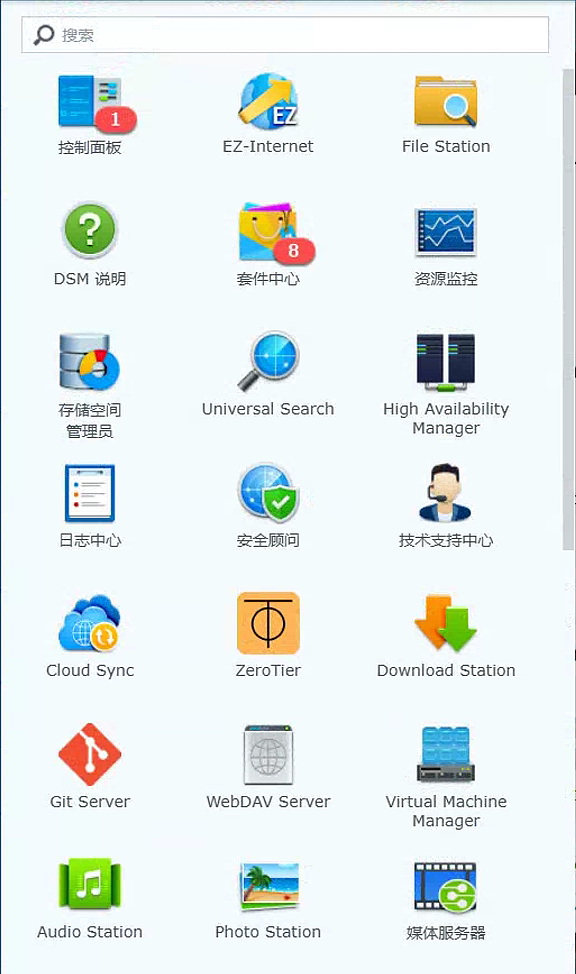 搜索
1
控制面板
EZ
EZ-Internet
File Station
DSM 说明
8
套件中心
资源监控
存储空间
管理员
Universal Search
High Availability
Manager
日志中心
安全顾问
技术支持中心
Cloud Sync
ZeroTier
Download Station
Git Server
WebDAV Server
Virtual Machine
Manager
Audio Station
Photo Station
媒体服务器